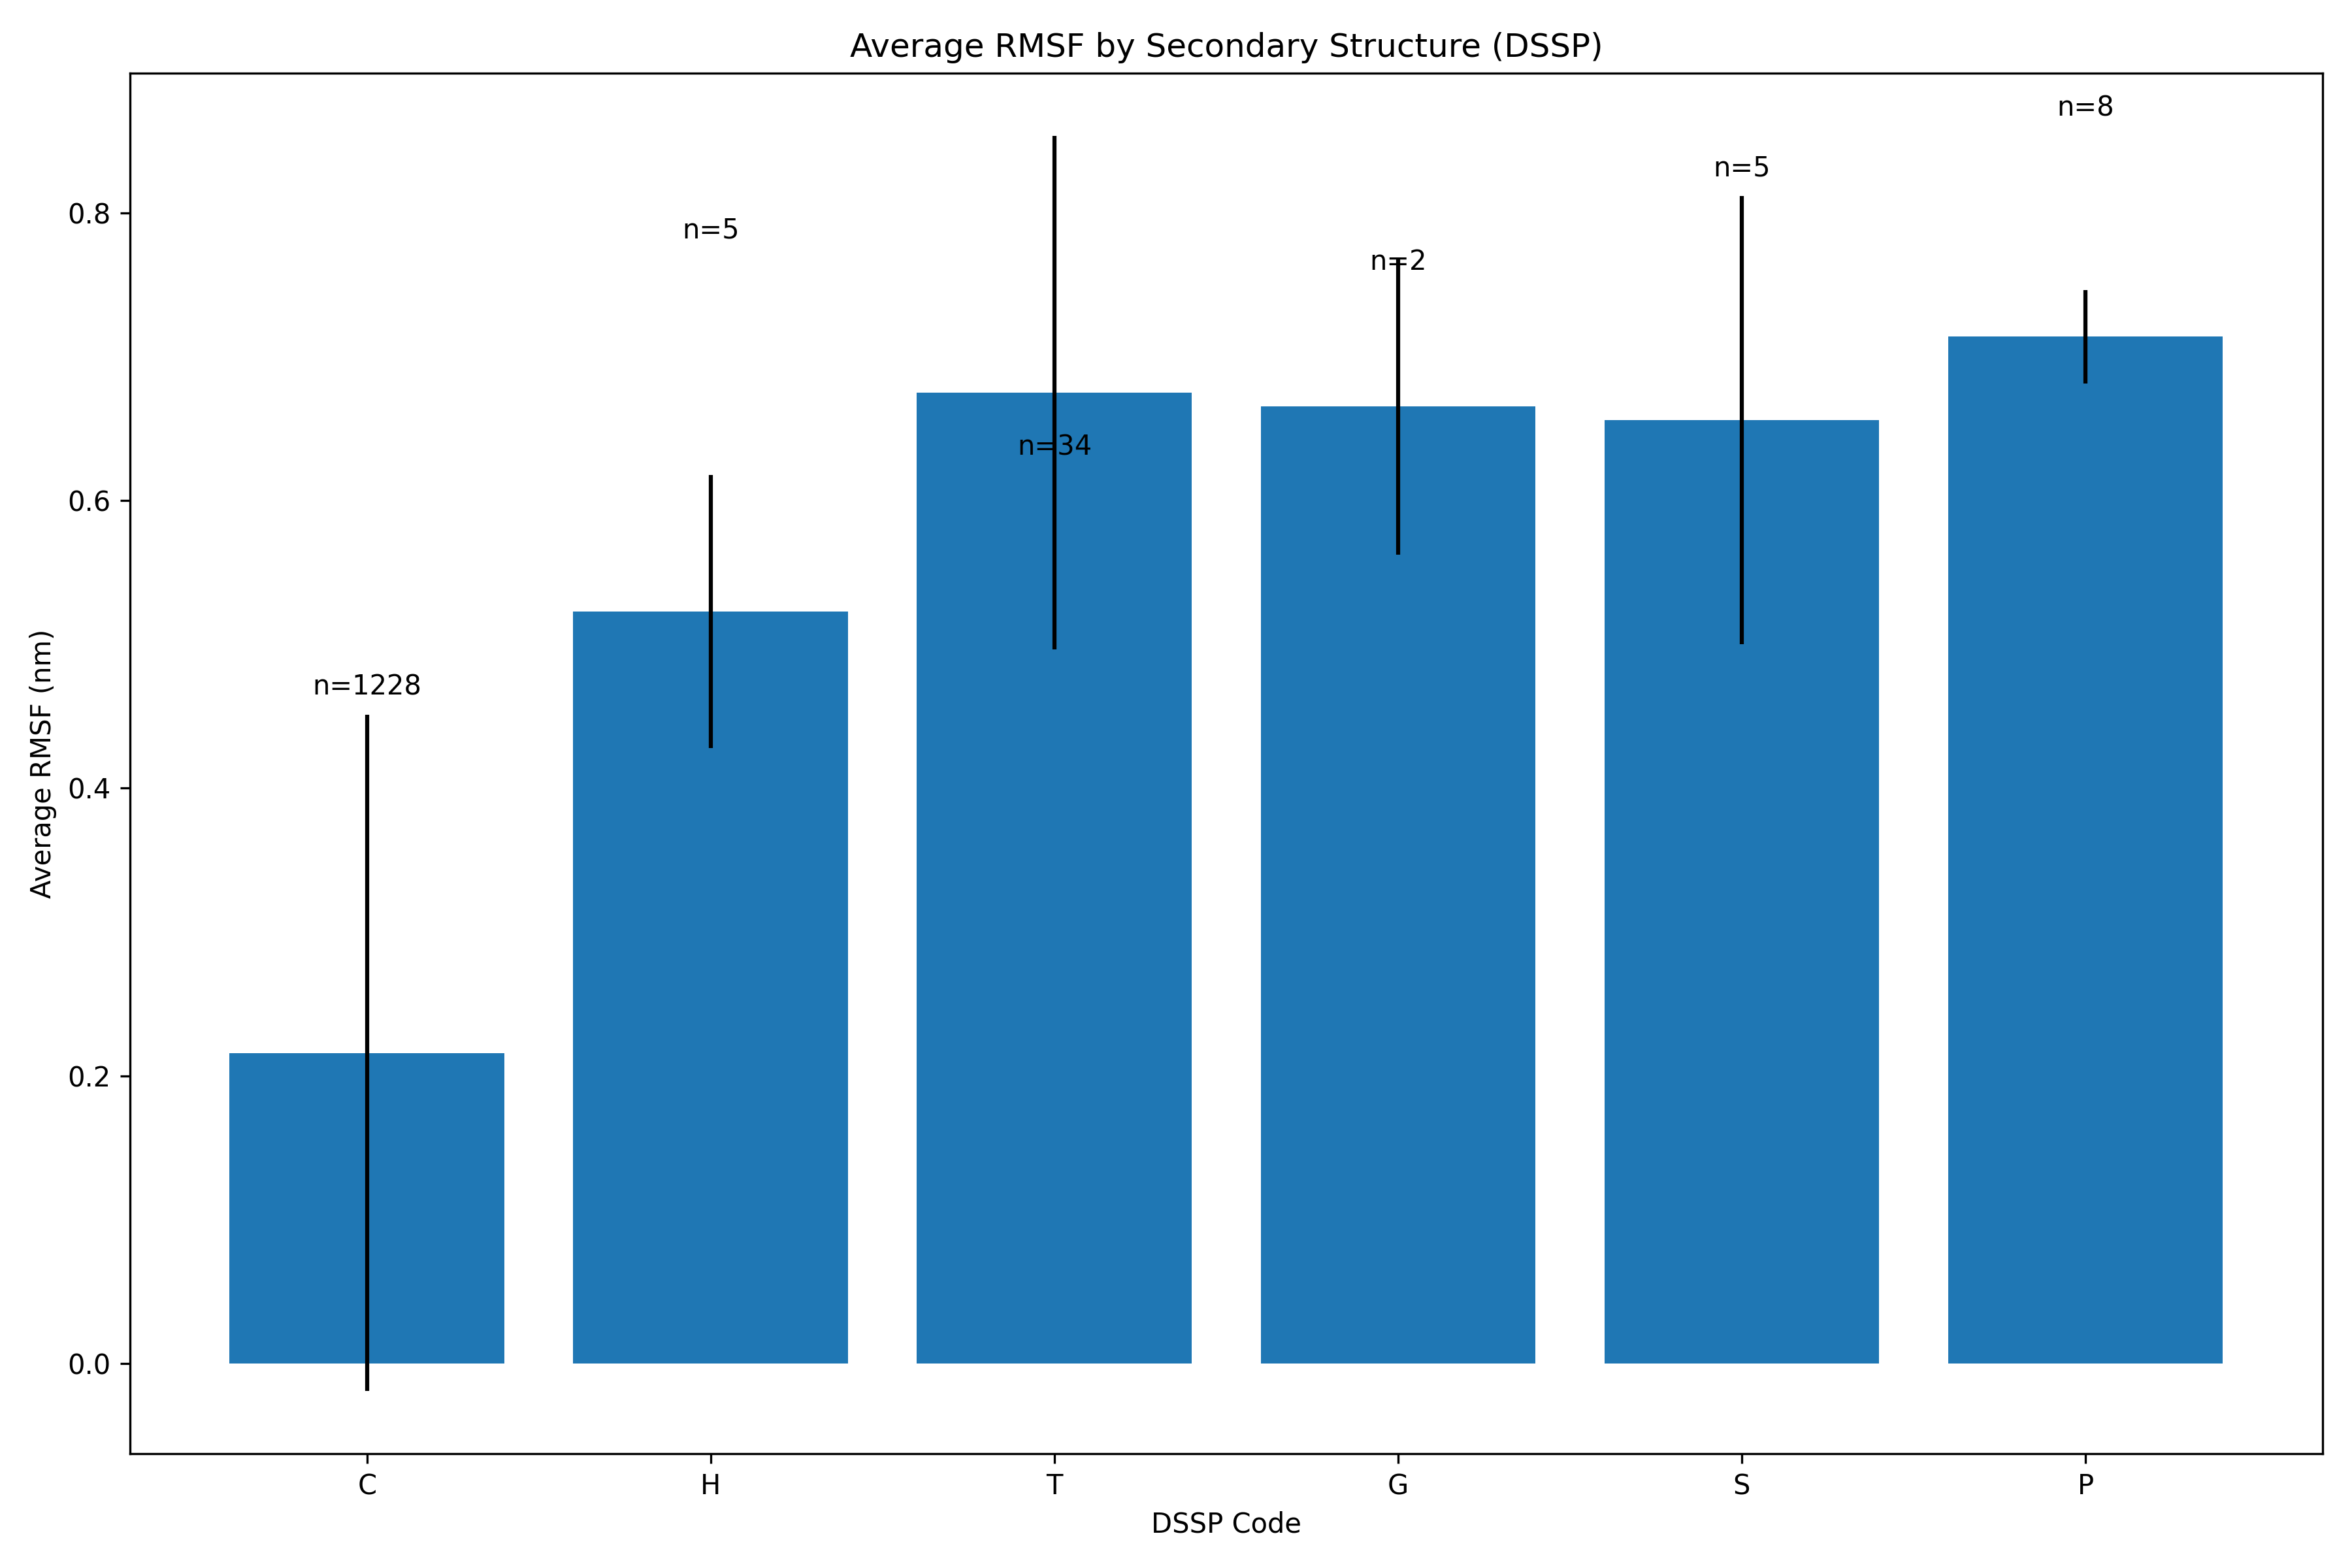 Average RMSF by Secondary Structure (DSSP)
Average RMSF (nm)
0.8
0.6
0.4
0.2
0.0
n=1228
n=5
n=34
n=2
n=5
n=8
C
H
T
G
S
P
DSSP Code